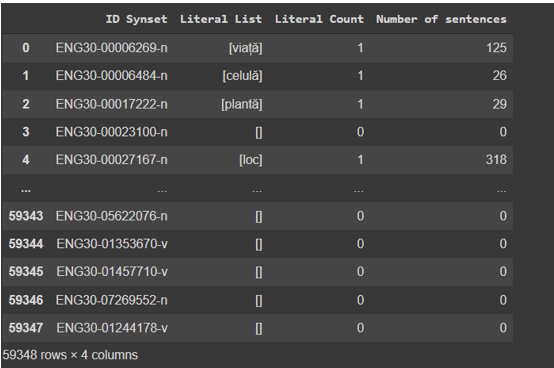 ID Synset Literal List Literal Count Number of sentences
0 ENG30-00006269-n [viață] 1 125
1 ENG30-00006484-n [celulă] 1 26
2 ENG30-00017222-n [plantă] 1 29
3 ENG30-00023100-n [] 0 0
4 ENG30-00027167-n [loc] 1 318
... ... ... ... ...
59343 ENG30-05622076-n [] 0 0
59344 ENG30-01353670-v [] 0 0
59345 ENG30-01457710-v [] 0 0
59346 ENG30-07269552-n [] 0 0
59347 ENG30-01244178-v [] 0 0
59348 rows × 4 columns